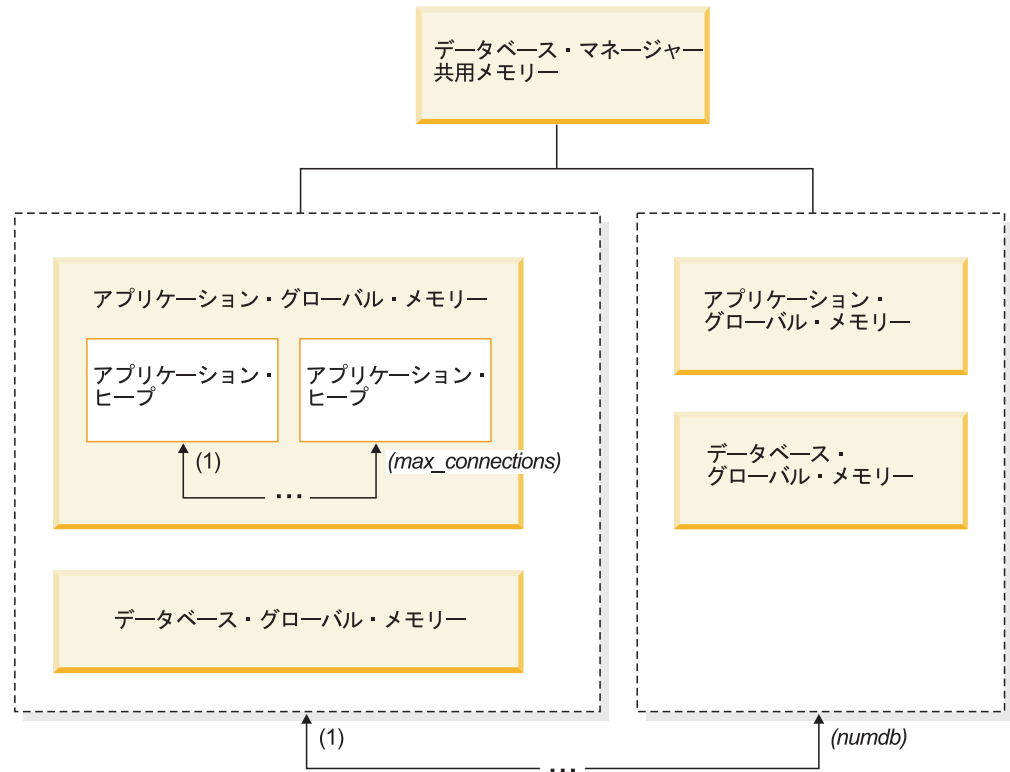 データベース・マネージャー
共用メモリー
アプリケーション・グローバル・メモリー
アプリケーション・
ヒープ
アプリケーション・
ヒープ
(1)
(max_connections)
...
データベース・グローバル・メモリー
アプリケーション・
グローバル・メモリー
データベース・
グローバル・メモリー
(1)
(numdb)
...